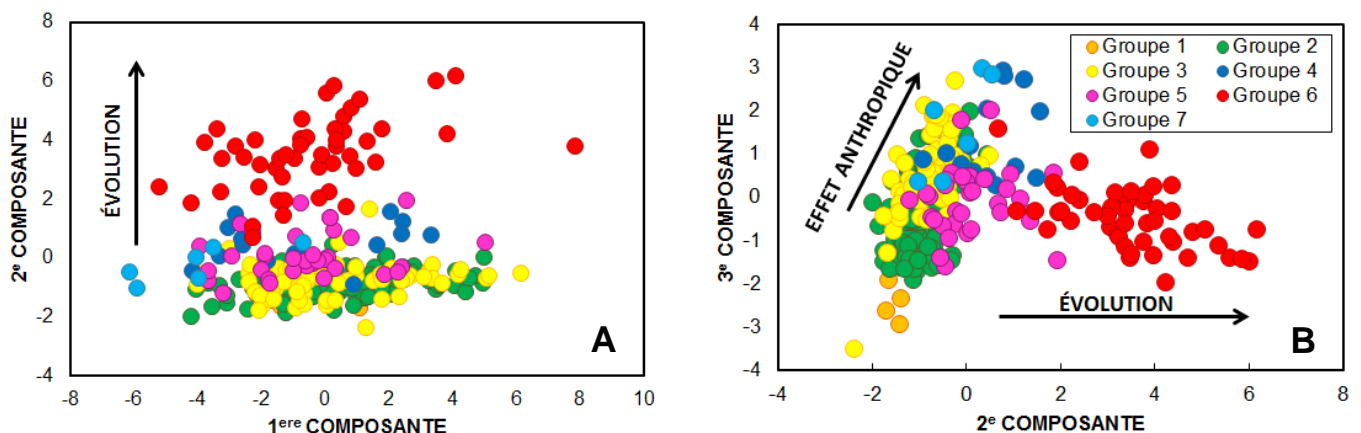 8
6
4
2
0
-2
-4
-8 -6 -4 -2 0 2 4 6 8 10
2e COMPOSANTE
1ere COMPOSANTE
ÉVOLUTION
A
4
3
2
1
0
-1
-2
-3
-4
-4 -2 0 2 4 6 8
3e COMPOSANTE
2e COMPOSANTE
EFFET ANTHROPIQUE
ÉVOLUTION
Groupe 1 Groupe 2
Groupe 3 Groupe 4
Groupe 5 Groupe 6
Groupe 7
B